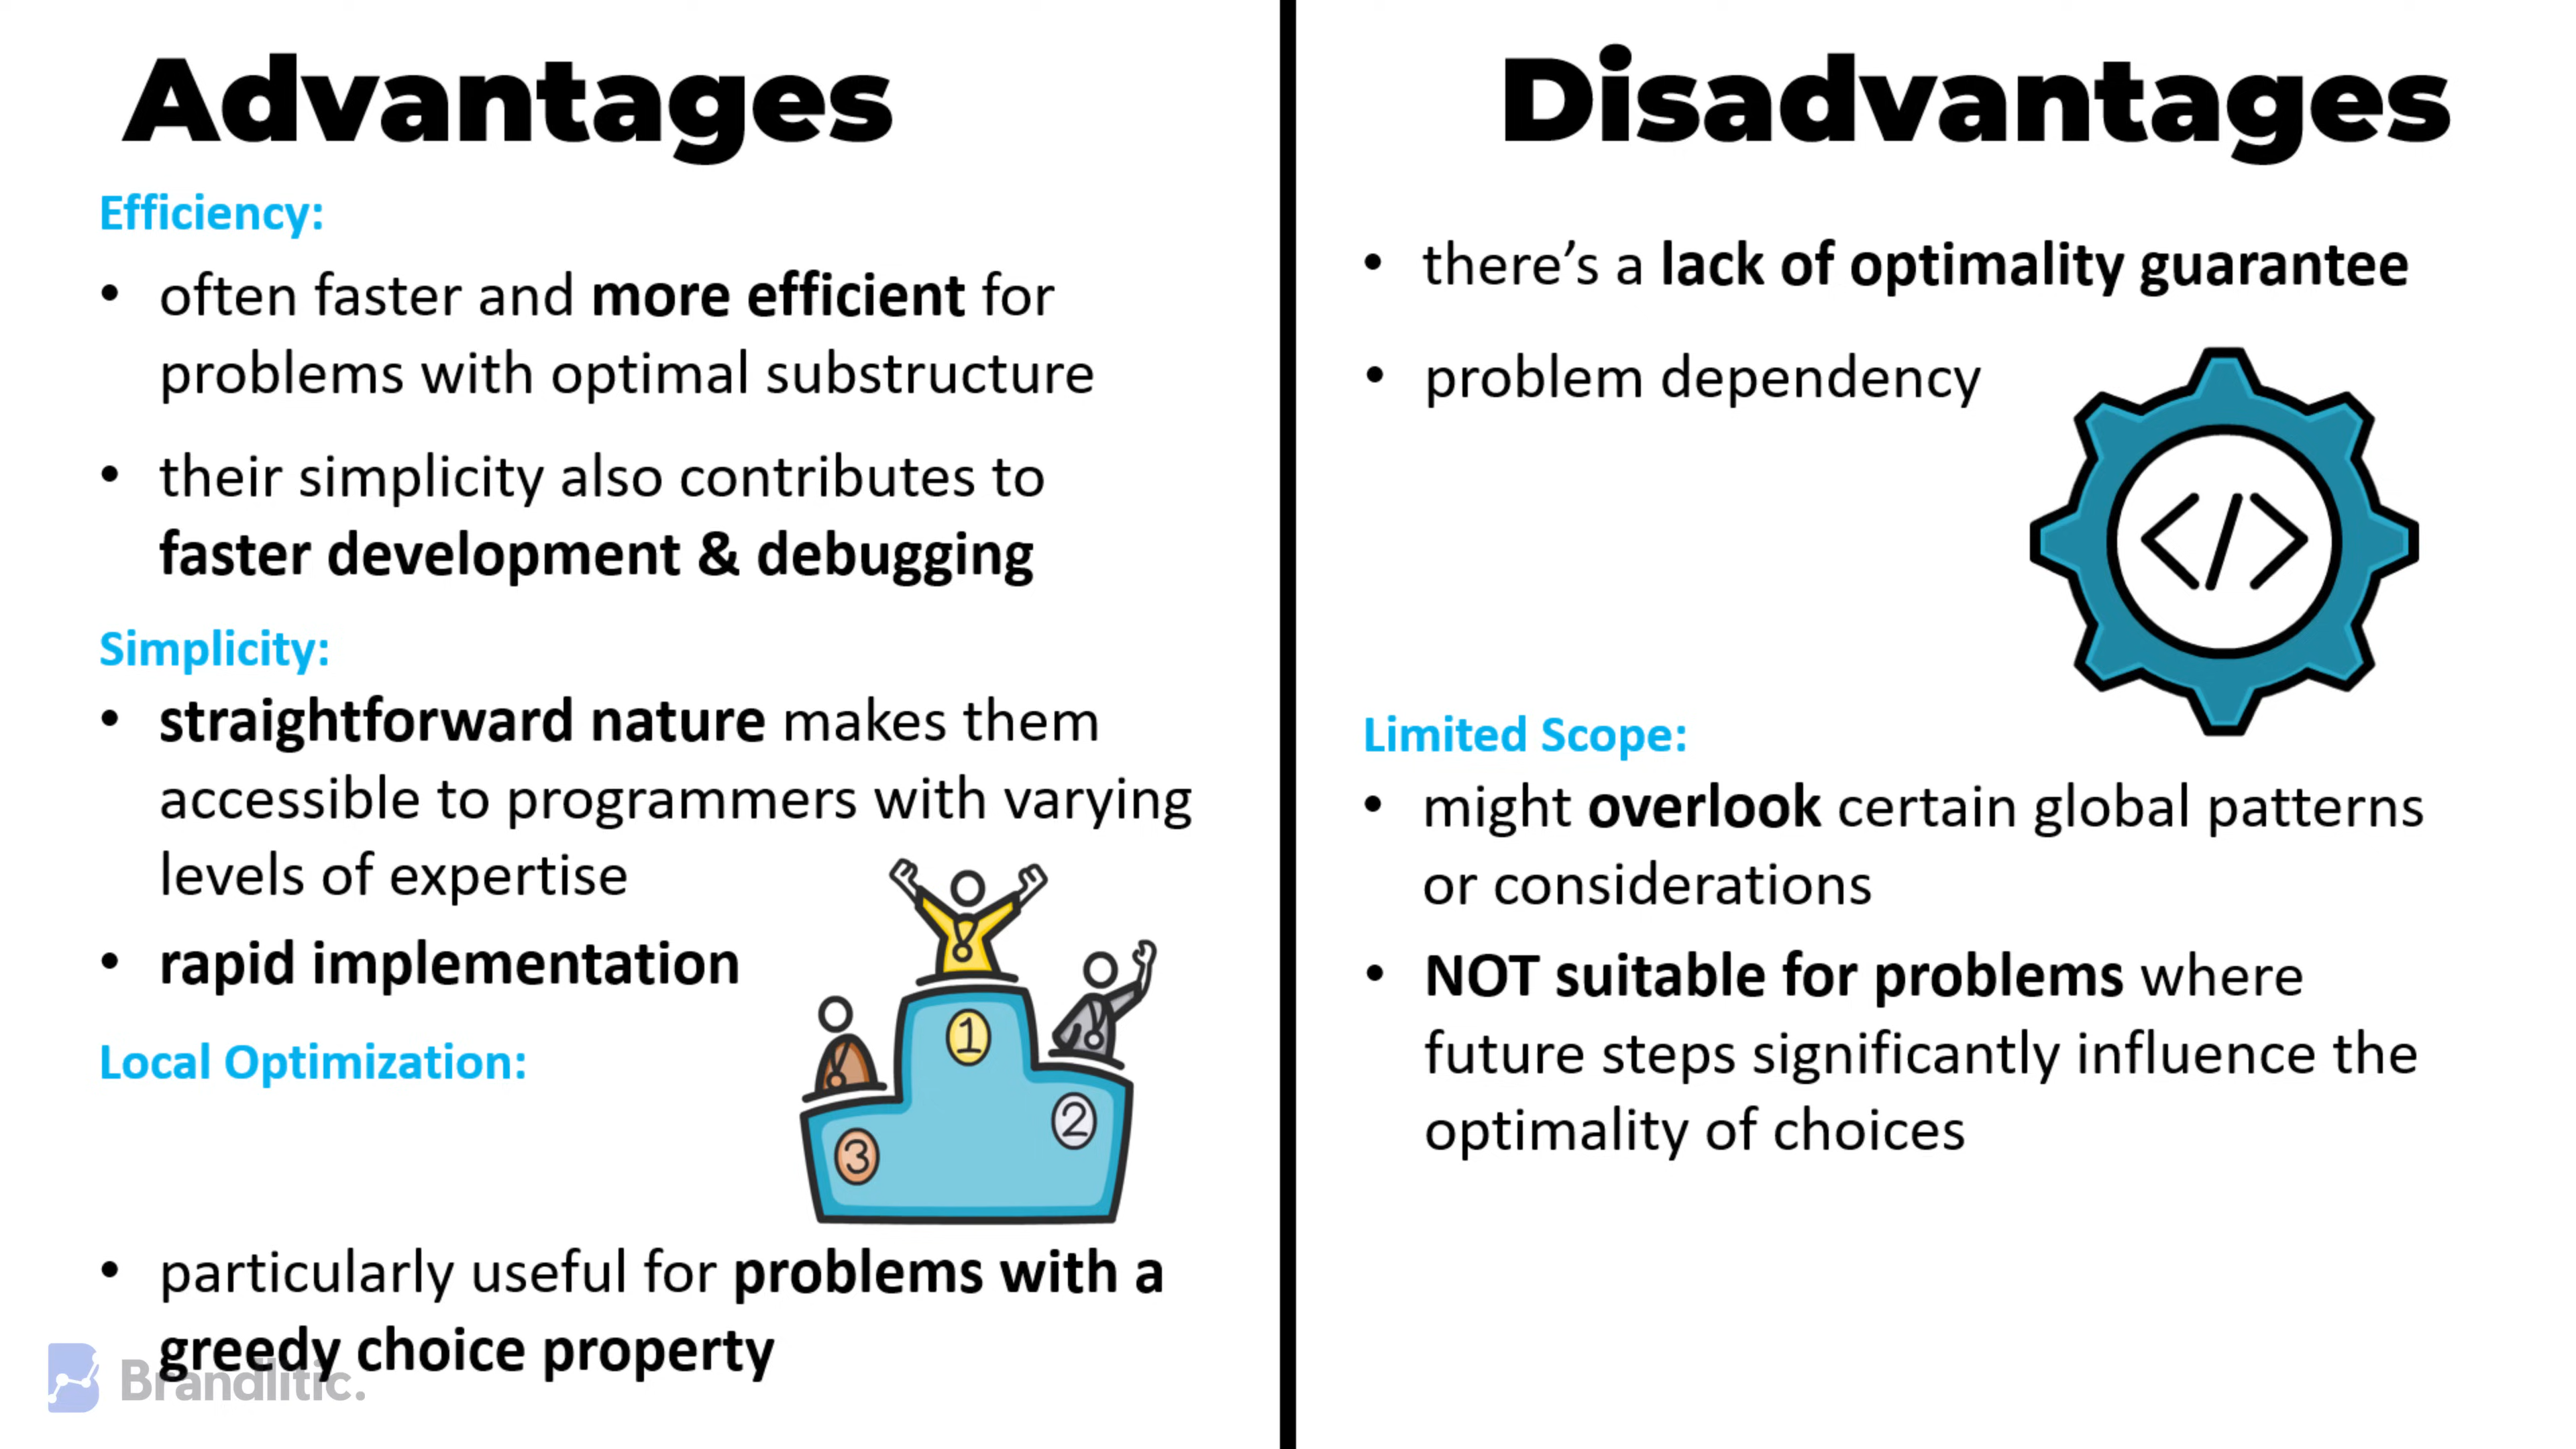 Advantages
Efficiency:
• often faster and more efficient for
problems with optimal substructure
• their simplicity also contributes to
faster development & debugging
Simplicity:
• straightforward nature makes them
accessible to programmers with varying
levels of expertise
• rapid implementation
Local Optimization:
1
2
3
• particularly useful for problems with a
greedy choice property
Brandlitic.
Disadvantages
• there’s a lack of optimality guarantee
• problem dependency
</>
Limited Scope:
• might overlook certain global patterns
or considerations
• NOT suitable for problems where
future steps significantly influence the
optimality of choices